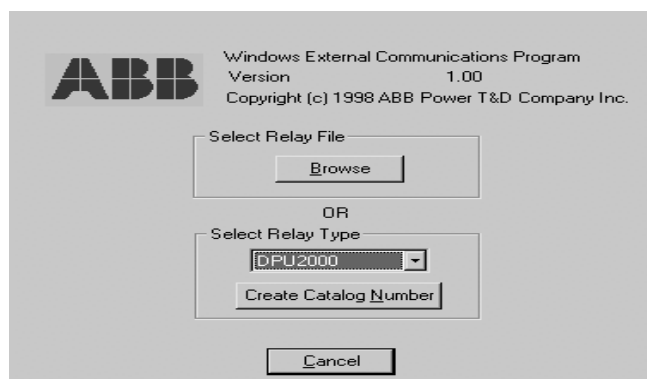 ABB
Windows External Communications Program
Version 1.00
Copyright (c) 1998 ABB Power T&D Company Inc.
Select Relay File
Browse
OR
Select Relay Type
DPU2000
Create Catalog Number
Cancel